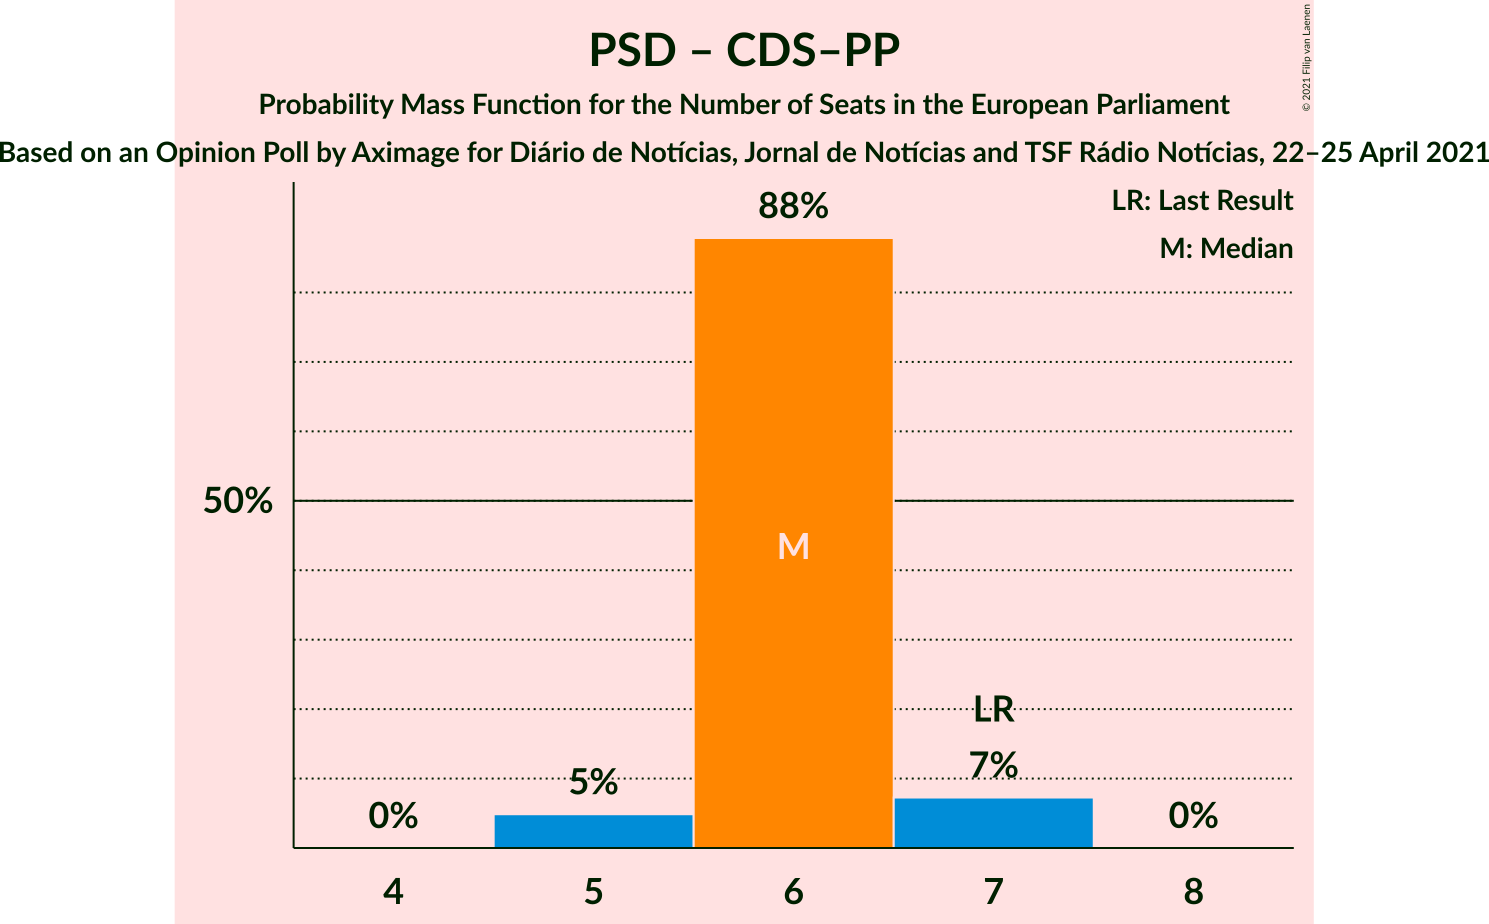 PSD – CDS–PP
Probability Mass Function for the Number of Seats in the European Parliament
Based on an Opinion Poll by Aximage for Diário de Notícias, Jornal de Notícias and TSF Rádio Notícias, 22–25 April 2021
© 2021 Filip van Laenen
LR: Last Result
M: Median
88%
50%
M
LR
7%
5%
0%
0%
4 5 6 7 8